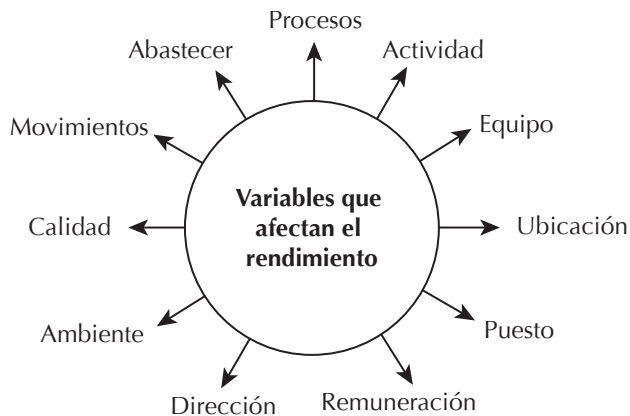 Procesos
Abastecer
Actividad
Movimientos
Equipo
Variables que
afectan el
rendimiento
Calidad
Ubicación
Ambiente
Puesto
Dirección
Remuneración